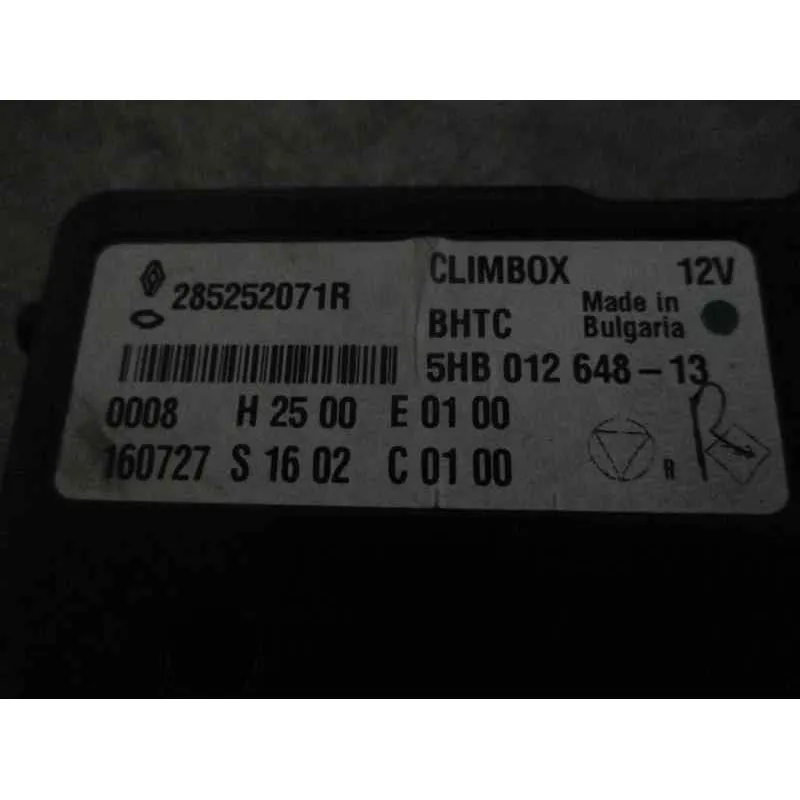 285252071R
CLIMBOX 12V
BHTC Made in Bulgaria
5HB 012 648-13
0008 H 25 00 E 01 00
160727 S 16 02 C 01 00
R